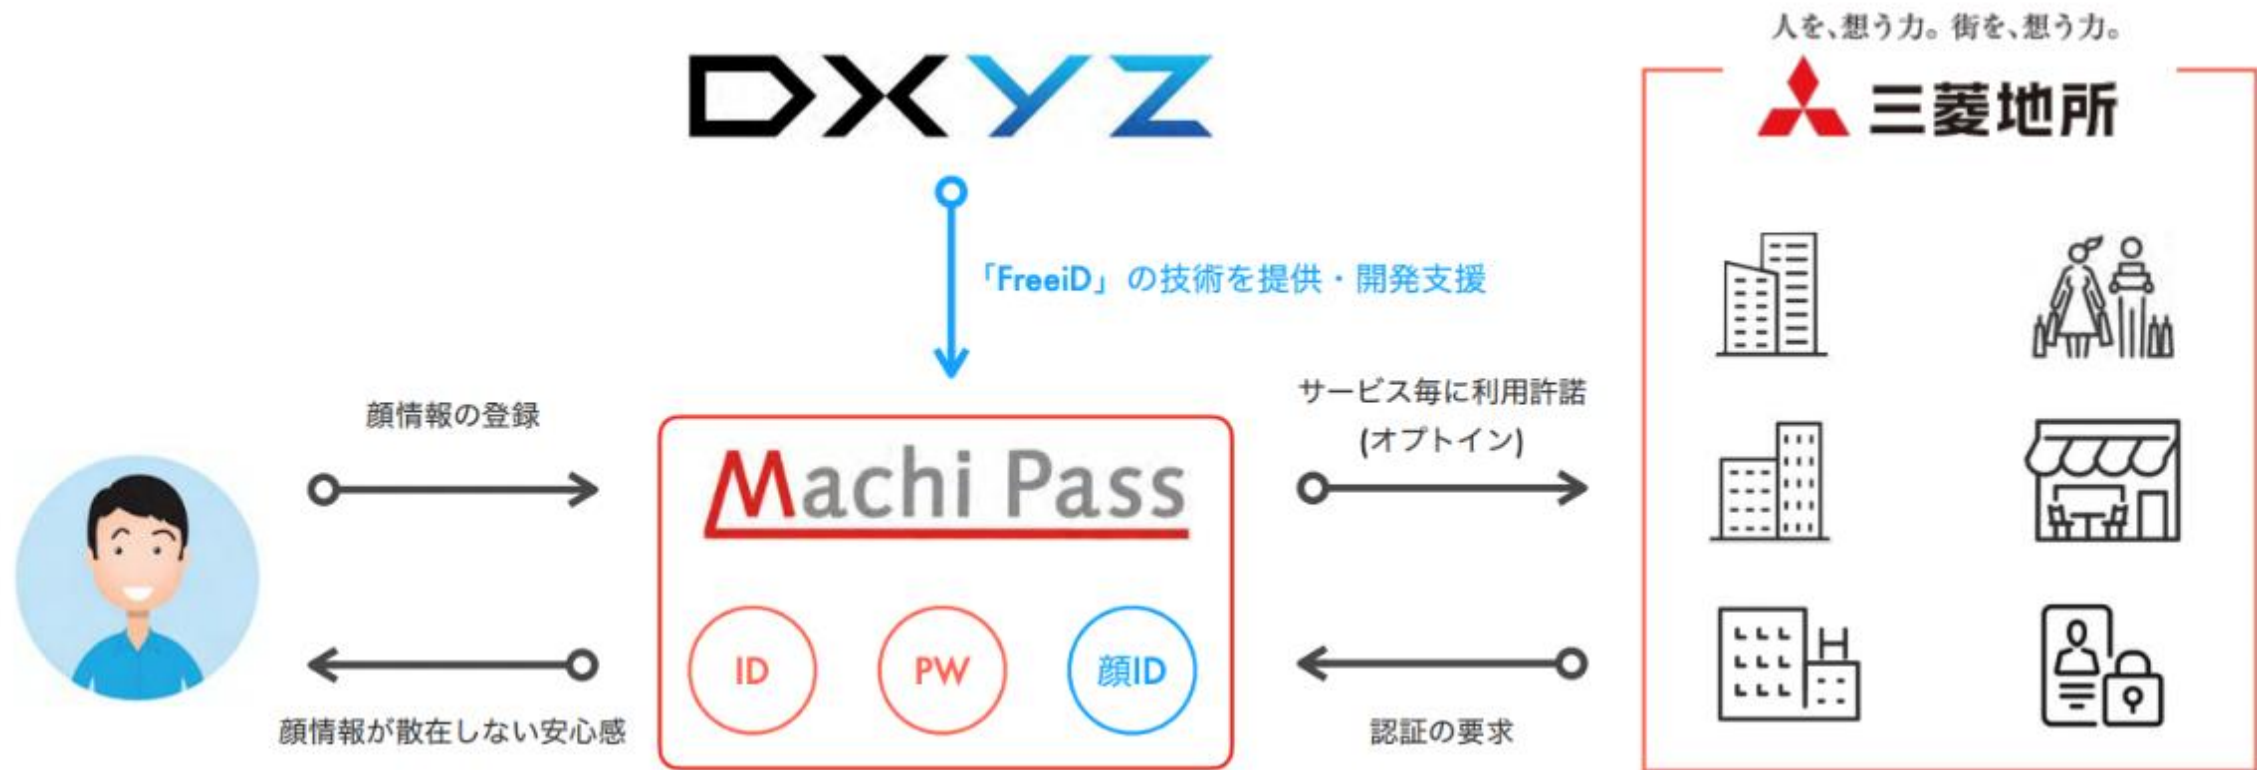 人を、想う力。街を、想う力。
三菱地所
DXYZ
「FreeiD」の技術を提供・開発支援
顔情報の登録
サービス毎に利用許諾
(オプトイン)
Machi Pass
ID
PW
顔ID
顔情報が散在しない安心感
認証の要求